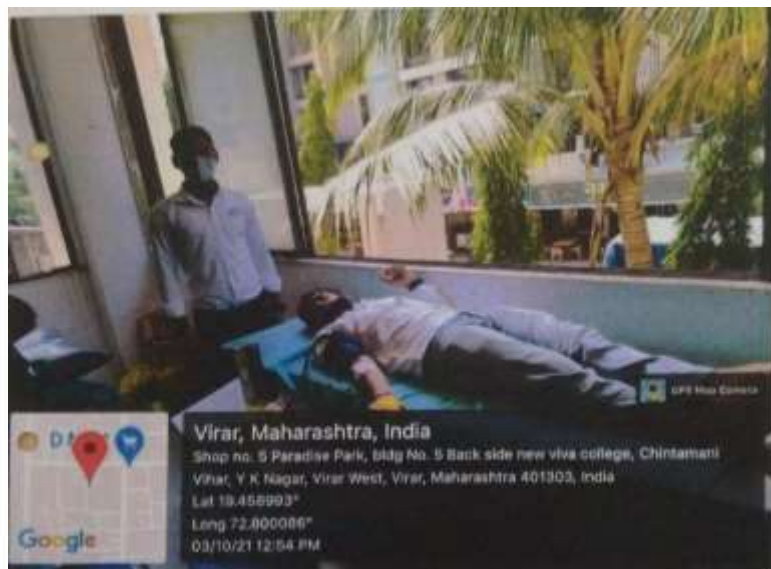 GPS Map Camera
Virar, Maharashtra, India
Shop no. 5 Paradise Park, bldg No. 5 Back side new viva college, Chintamani
Vihar, Y K Nagar, Virar West, Virar, Maharashtra 401303, India
Lat 19.456993°
Long 72.800086°
03/10/21 12:54 PM
Google